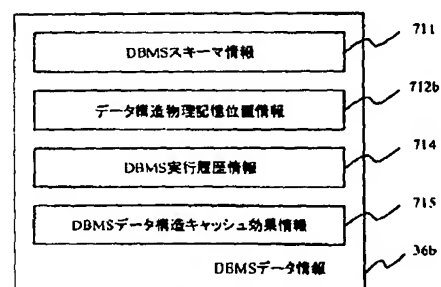 DBMSスキーマ情報
711
データ構造物理記憶位置情報
712b
DBMS実行履歴情報
714
DBMSデータ構造キャッシュ効果情報
715
DBMSデータ情報
36b